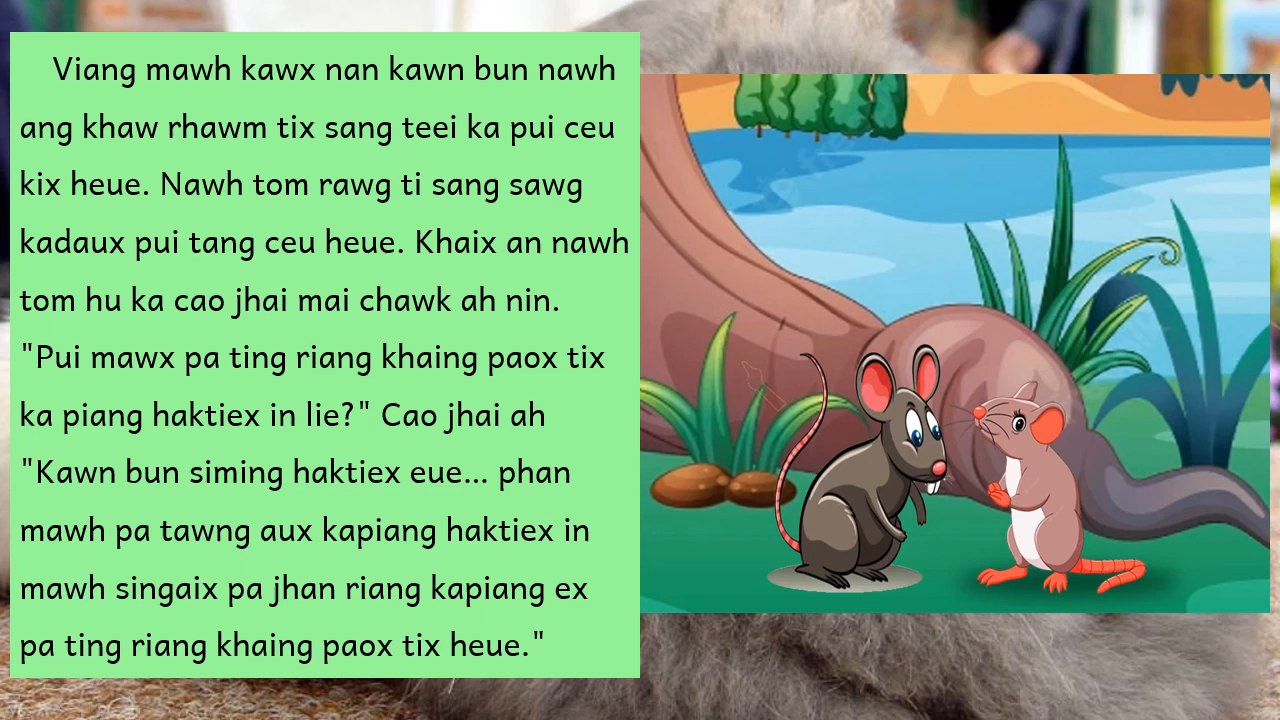 Viang mawh kawx nan kawn bun nawh
ang khaw rhawm tix sang teei ka pui ceu
kix heue. Nawh tom rawg ti sang sawg
kadaux pui tang ceu heue. Khaix an nawh
tom hu ka cao jhai mai chawk ah nin.
"Pui mawx pa ting riang khaing paox tix
ka piang haktiex in lie?" Cao jhai ah
"Kawn bun siming haktiex eue... phan
mawh pa tawng aux kapiang haktiex in
mawh singaix pa jhan riang kapiang ex
pa ting riang khaing paox tix heue."